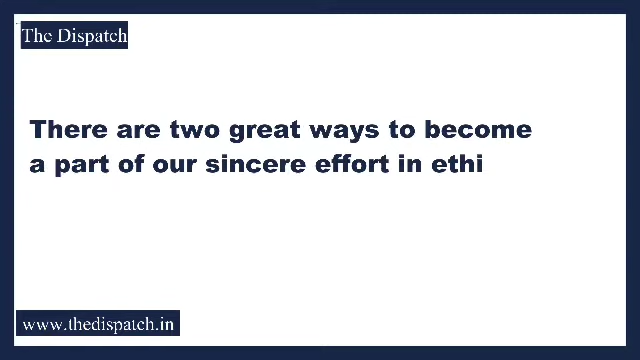 The Dispatch
There are two great ways to become
a part of our sincere effort in ethi
www.thedispatch.in